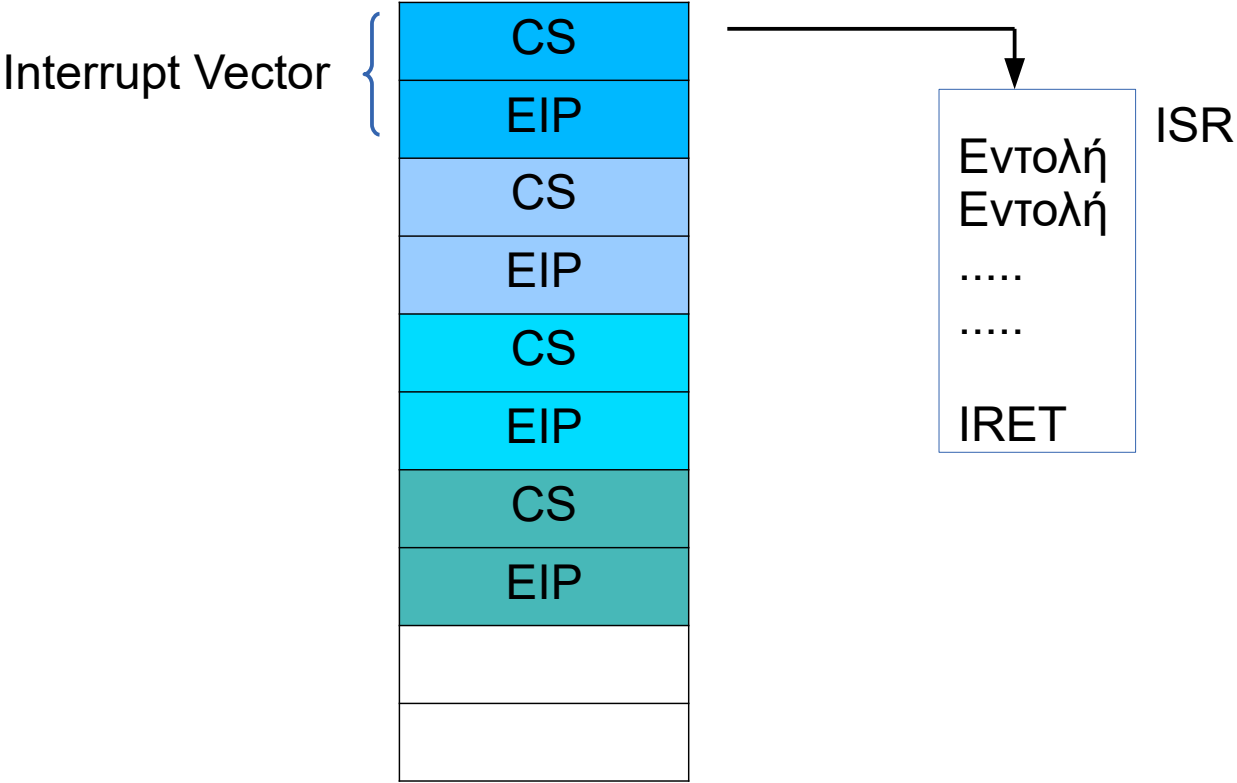 Interrupt Vector
CS
EIP
CS
EIP
CS
EIP
CS
EIP
ISR
Εντολή
Εντολή
.....
.....
IRET